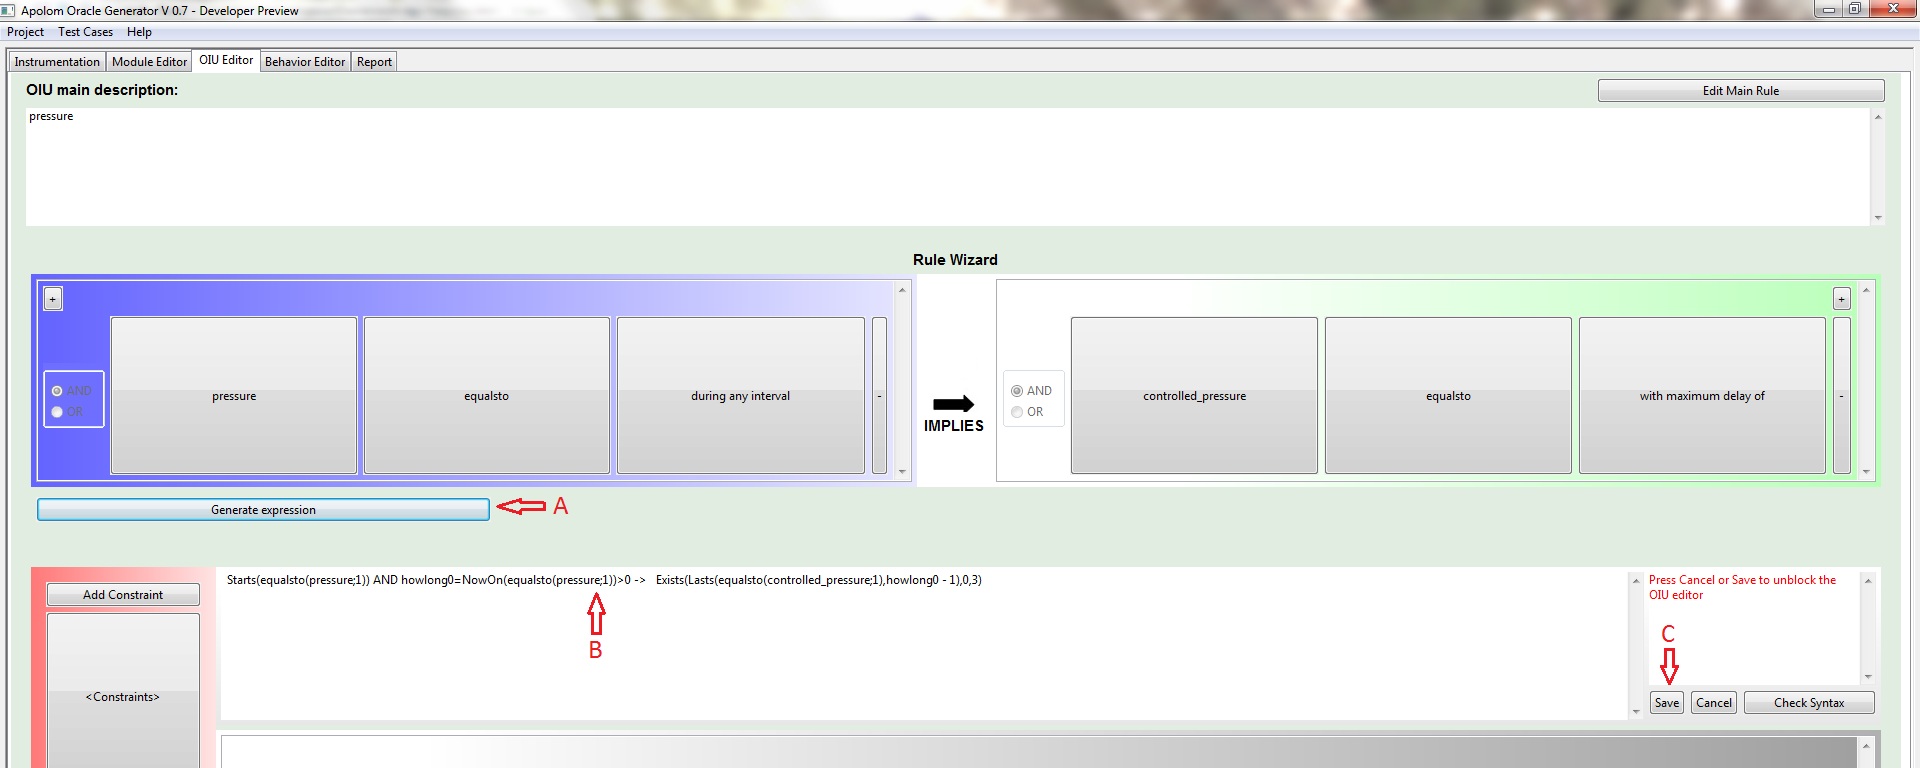 Apolom Oracle Generator V 0.7 - Developer Preview
Project Test Cases Help
Instrumentation Module Editor OIU Editor Behavior Editor Report
OIU main description:
Edit Main Rule
pressure
Rule Wizard
+
+
AND
OR
pressure
equalsto
during any interval
-
IMPLIES
AND
OR
controlled_pressure
equalsto
with maximum delay of
-
Generate expression
A
Add Constraint
<Constraints>
Starts(equalsto(pressure;1)) AND howlong0=NowOn(equalsto(pressure;1))>0 -> Exists(Lasts(equalsto(controlled_pressure;1),howlong0 - 1),0,3)
B
Press Cancel or Save to unblock the
OIU editor
C
Save Cancel Check Syntax